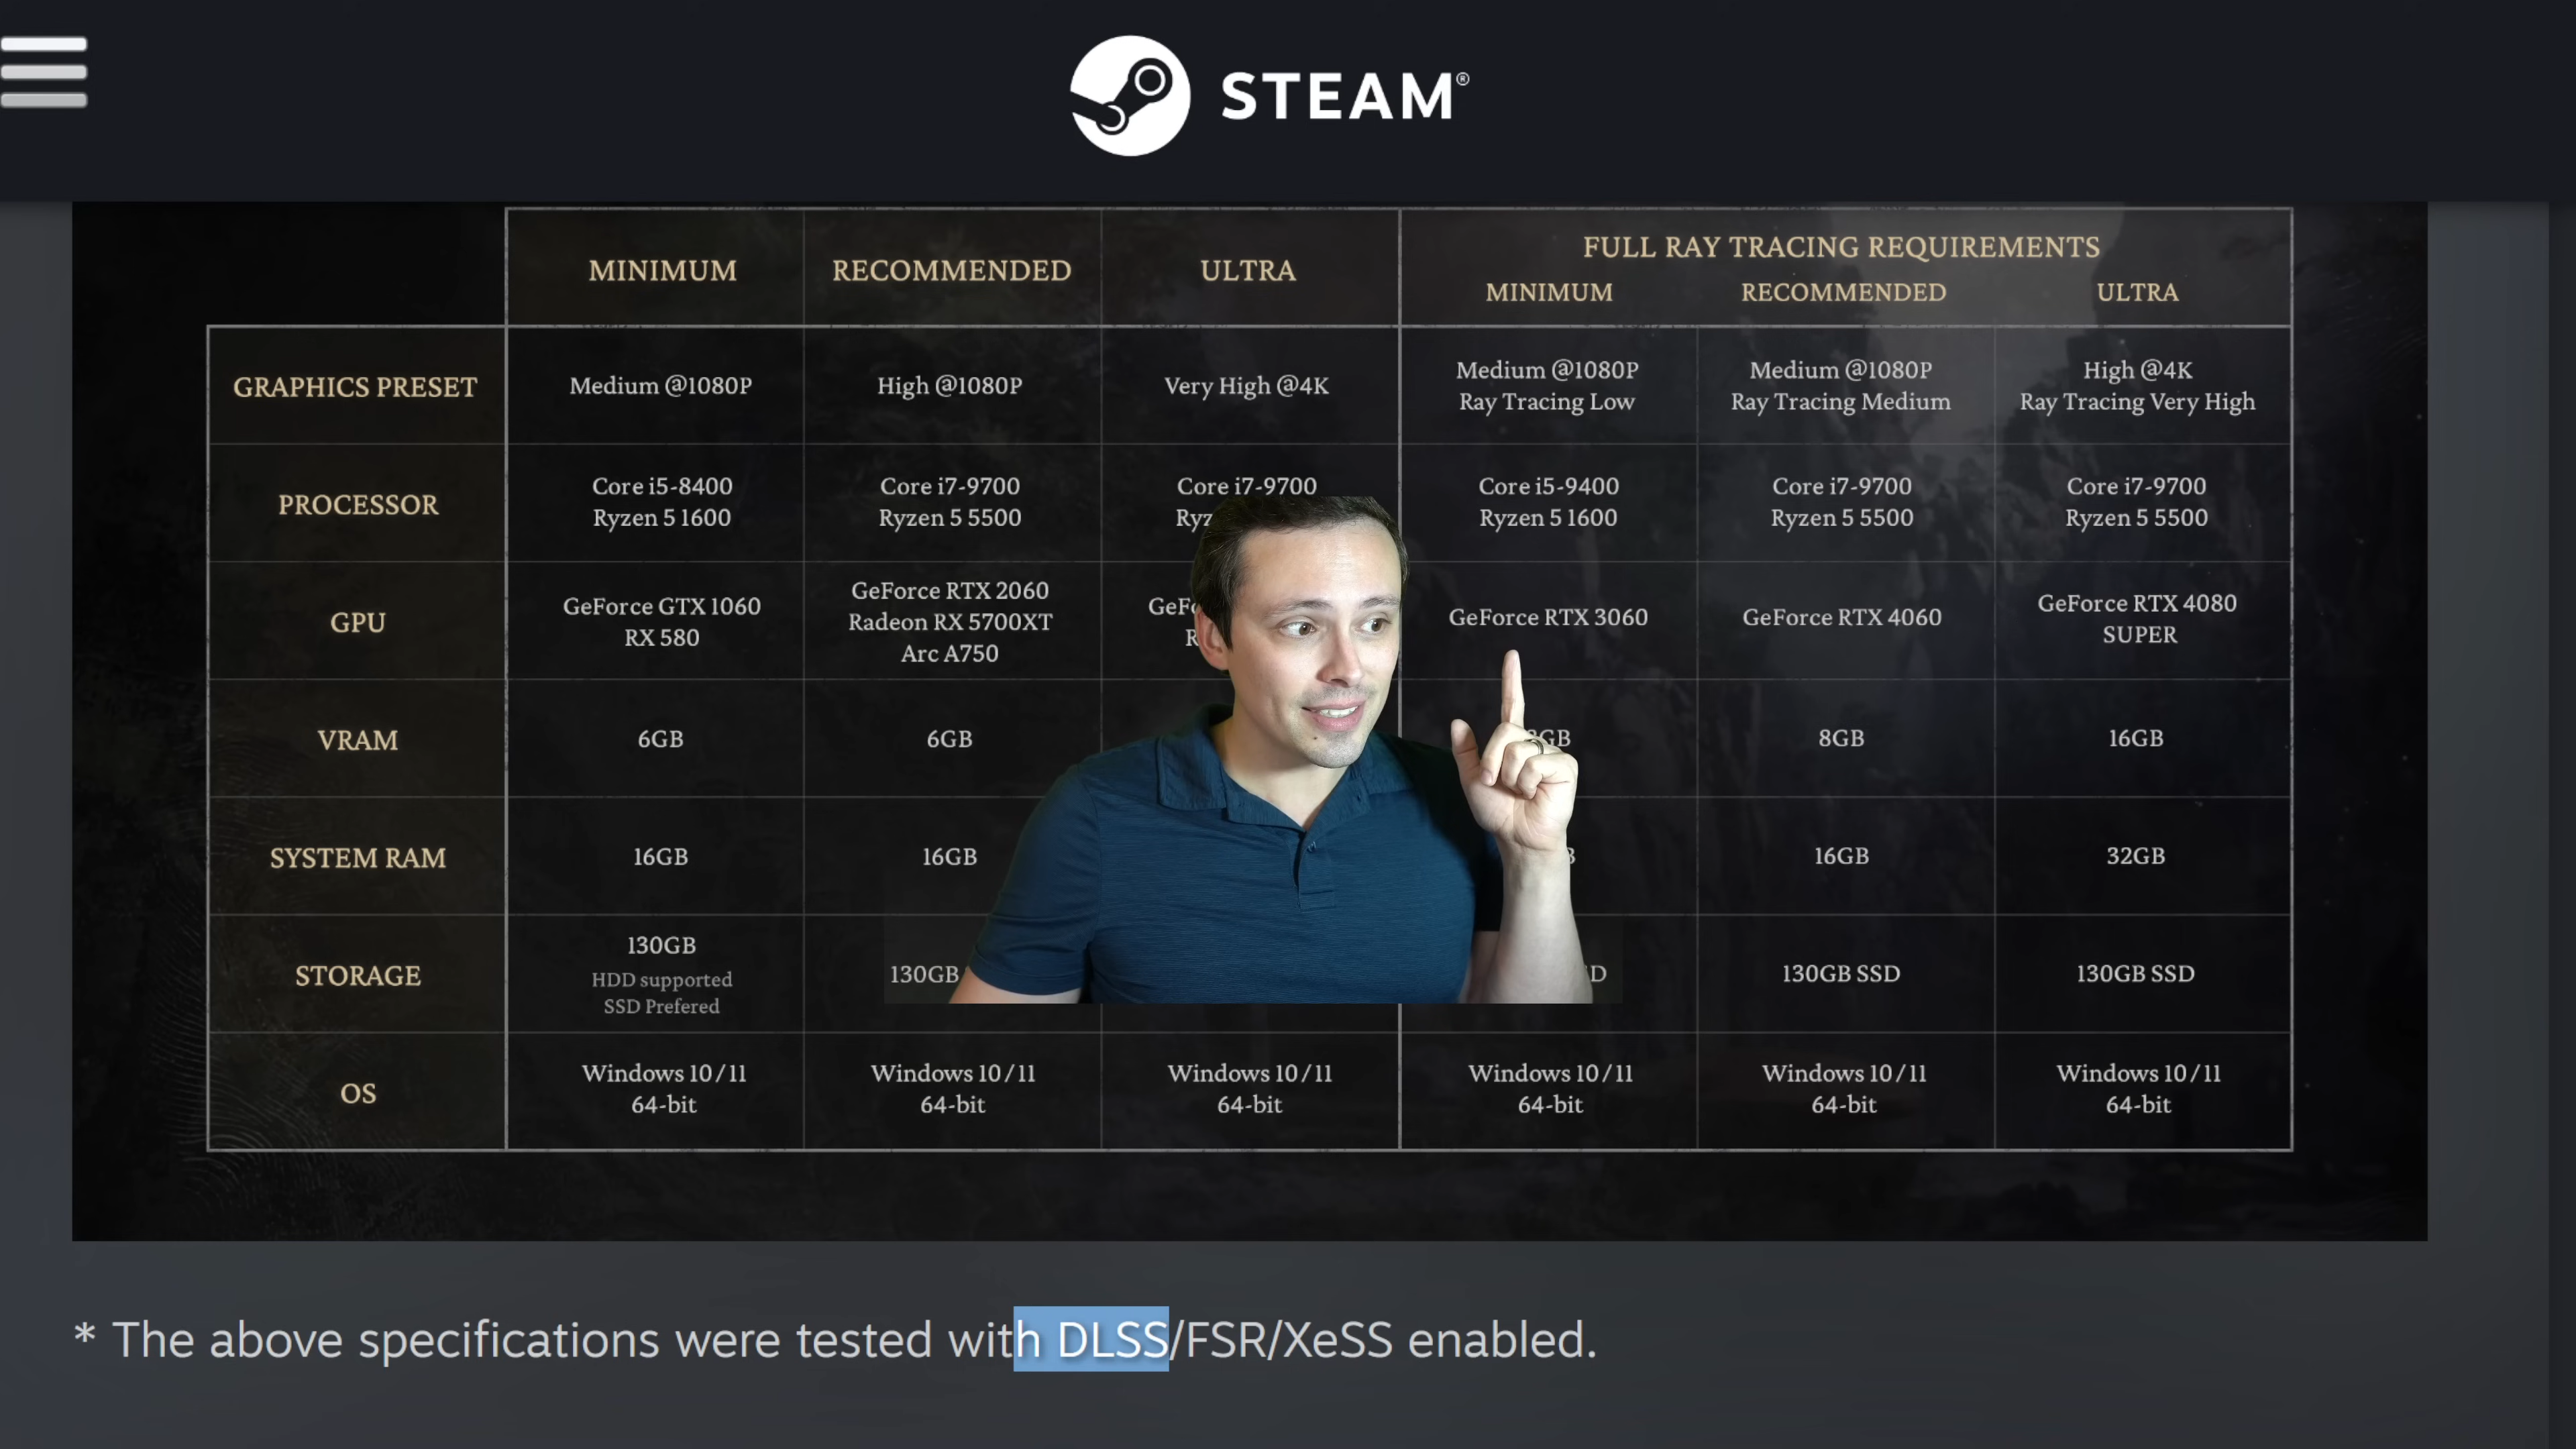 STEAM®
FULL RAY TRACING REQUIREMENTS
MINIMUM RECOMMENDED ULTRA MINIMUM RECOMMENDED ULTRA
GRAPHICS PRESET
Medium @1080P
High @1080P
Very High @4K
Medium @1080P
Ray Tracing Low
Medium @1080P
Ray Tracing Medium
High @4K
Ray Tracing Very High
PROCESSOR
Core i5-8400
Ryzen 5 1600
Core i7-9700
Ryzen 5 5500
Core i7-9700
Core i5-9400
Ryzen 5 1600
Core i7-9700
Ryzen 5 5500
Core i7-9700
Ryzen 5 5500
GPU
GeForce GTX 1060
RX 580
GeForce RTX 2060
Radeon RX 5700XT
Arc A750
GeForce RTX 3060
GeForce RTX 4060
GeForce RTX 4080
SUPER
VRAM
6GB
6GB
8GB
16GB
SYSTEM RAM
16GB
16GB
16GB
32GB
STORAGE
130GB
HDD supported
SSD Prefered
130GB
130GB SSD
130GB SSD
OS
Windows 10/11
64-bit
Windows 10/11
64-bit
Windows 10/11
64-bit
Windows 10/11
64-bit
Windows 10/11
64-bit
Windows 10/11
64-bit
* The above specifications were tested with DLSS/FSR/XeSS enabled.